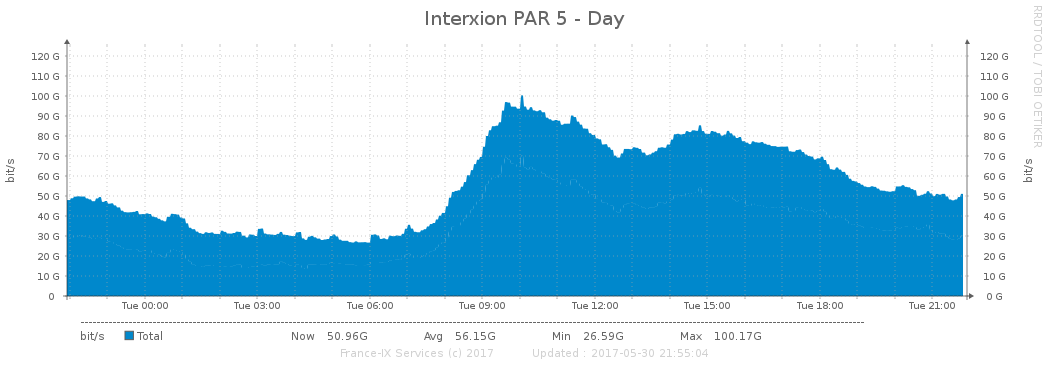 Interxion PAR 5 - Day
RRDTOOL / TOBI OETIKER
bit/s
120 G
110 G
100 G
90 G
80 G
70 G
60 G
50 G
40 G
30 G
20 G
10 G
0
120 G
110 G
100 G
90 G
80 G
70 G
60 G
50 G
40 G
30 G
20 G
10 G
0 G
bit/s
Tue 00:00 Tue 03:00 Tue 06:00 Tue 09:00 Tue 12:00 Tue 15:00 Tue 18:00 Tue 21:00
bit/s Total Now 50.96G Avg 56.15G Min 26.59G Max 100.17G
France-IX Services (c) 2017 Updated : 2017-05-30 21:55:04